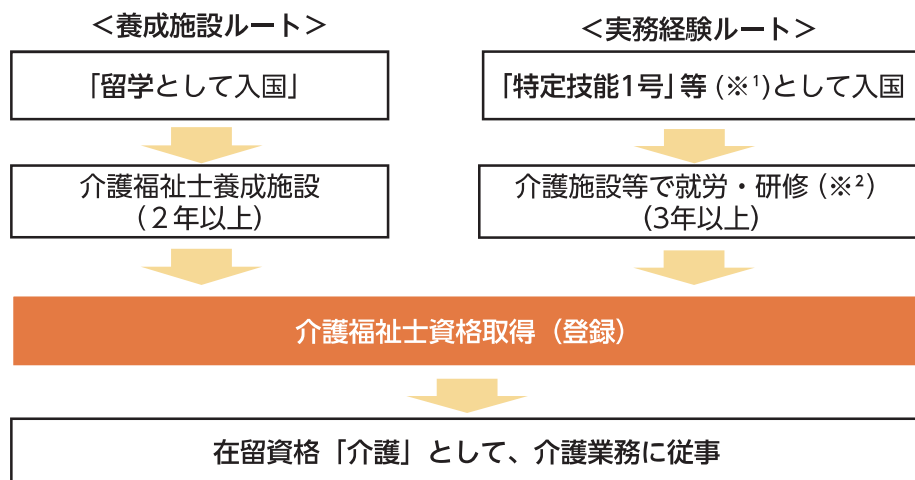 ＜養成施設ルート＞
「留学として入国」
介護福祉士養成施設
（２年以上）
＜実務経験ルート＞
「特定技能1号」等（※¹）として入国
介護施設等で就労・研修（※²）
（3年以上）
介護福祉士資格取得（登録）
在留資格「介護」として、介護業務に従事